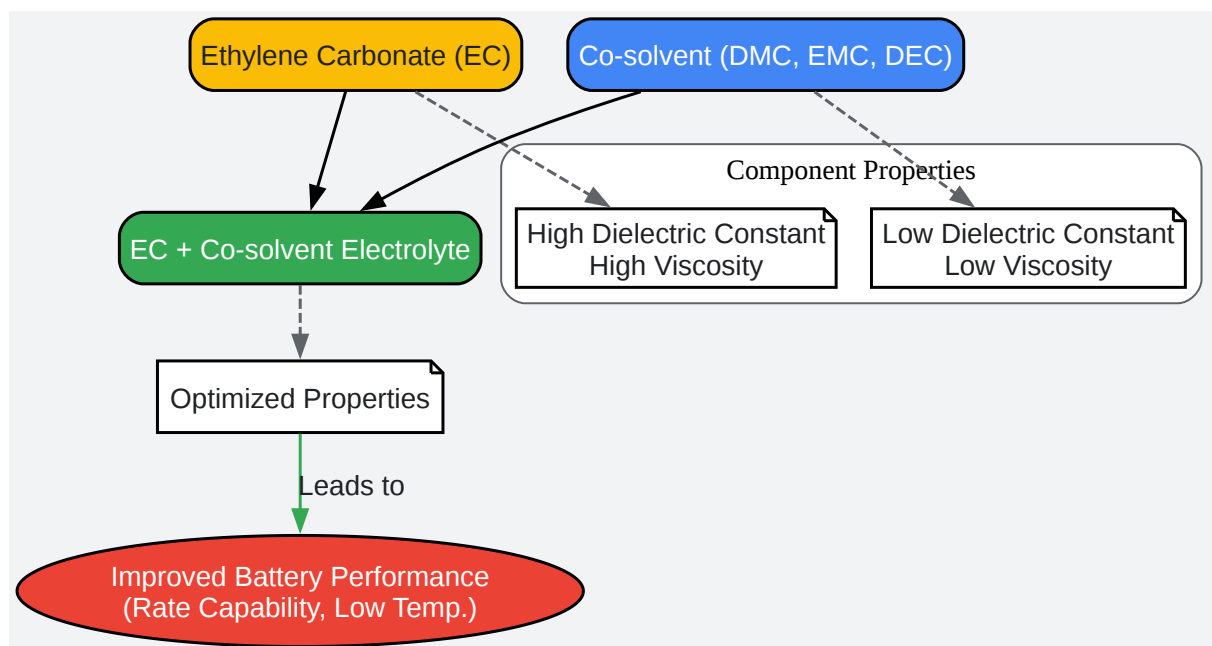 Ethylene Carbonate (EC)
Co-solvent (DMC, EMC, DEC)
Component Properties
High Dielectric Constant
High Viscosity
Low Dielectric Constant
Low Viscosity
EC + Co-solvent Electrolyte
Optimized Properties
Leads to
Improved Battery Performance
(Rate Capability, Low Temp.)